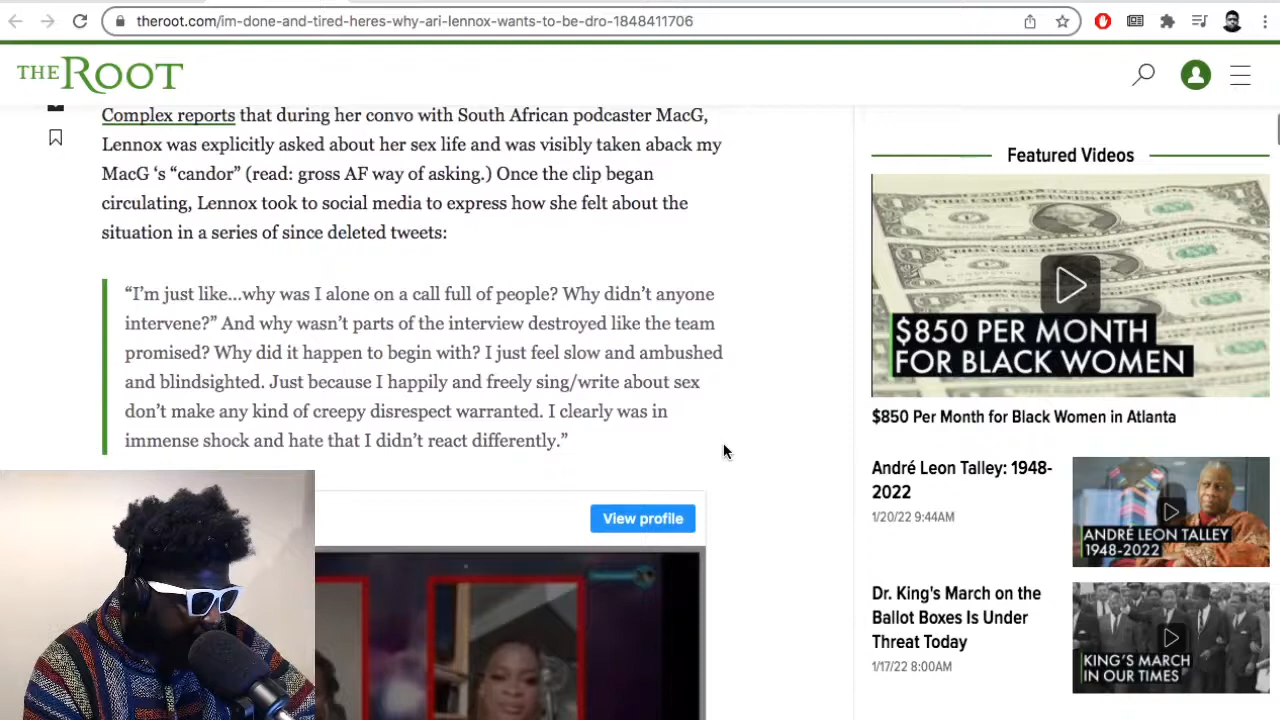 theroot.com/im-done-and-tired-heres-why-ari-lennox-wants-to-be-dro-1848411706
THE ROOT
Complex reports that during her convo with South African podcaster MacG,
Lennox was explicitly asked about her sex life and was visibly taken aback my
MacG ‘s “candor” (read: gross AF way of asking.) Once the clip began
circulating, Lennox took to social media to express how she felt about the
situation in a series of since deleted tweets:
“I’m just like...why was I alone on a call full of people? Why didn’t anyone
intervene?” And why wasn’t parts of the interview destroyed like the team
promised? Why did it happen to begin with? I just feel slow and ambushed
and blindsighted. Just because I happily and freely sing/write about sex
don’t make any kind of creepy disrespect warranted. I clearly was in
immense shock and hate that I didn’t react differently.”
View profile
Featured Videos
$850 PER MONTH
FOR BLACK WOMEN
$850 Per Month for Black Women in Atlanta
André Leon Talley: 1948-
2022
1/20/22 9:44AM
ANDRÉ LEON TALLEY
1948-2022
Dr. King's March on the
Ballot Boxes Is Under
Threat Today
1/17/22 8:00AM
KING'S MARCH
IN OUR TIMES